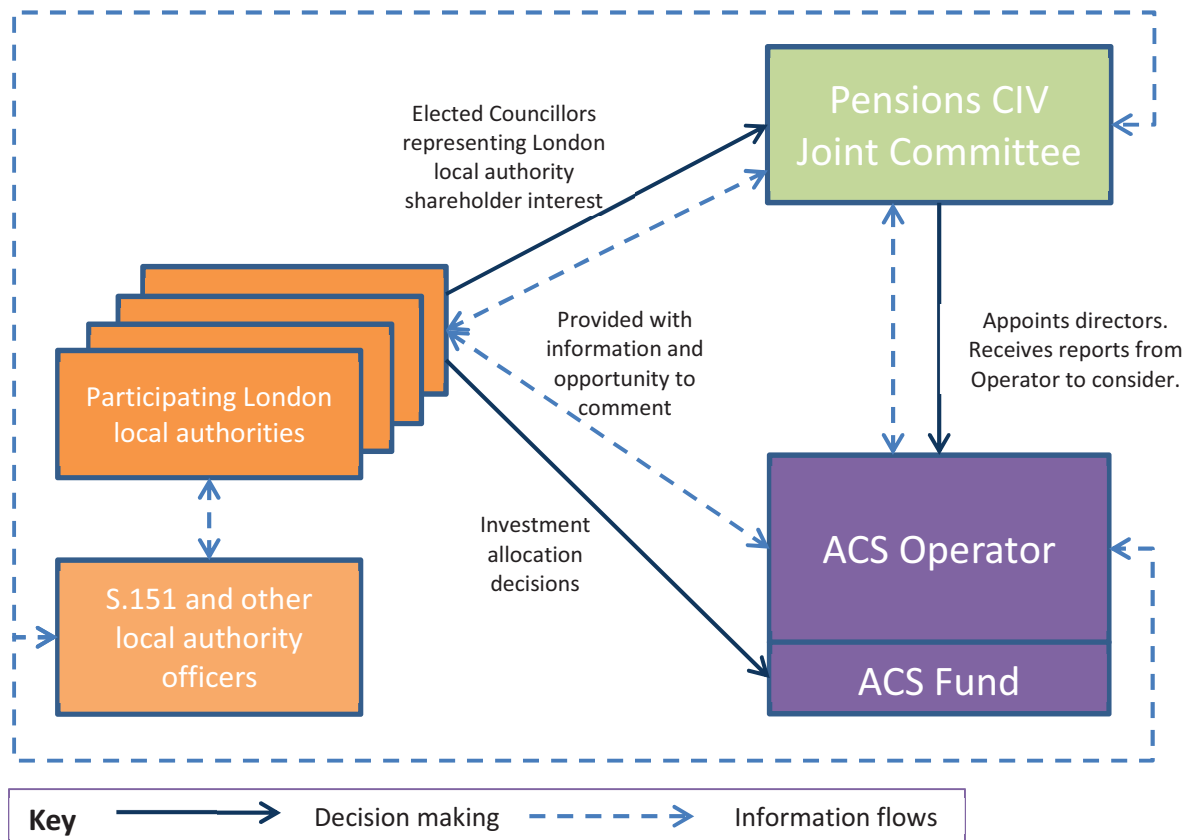 Pensions CIV
Joint Committee
Elected Councillors
representing London
local authority
shareholder interest
Provided with
information and
opportunity to
comment
Appoints directors.
Receives reports from
Operator to consider.
Participating London
local authorities
Investment
allocation
decisions
ACS Operator
S.151 and other
local authority
officers
ACS Fund
Key Decision making Information flows